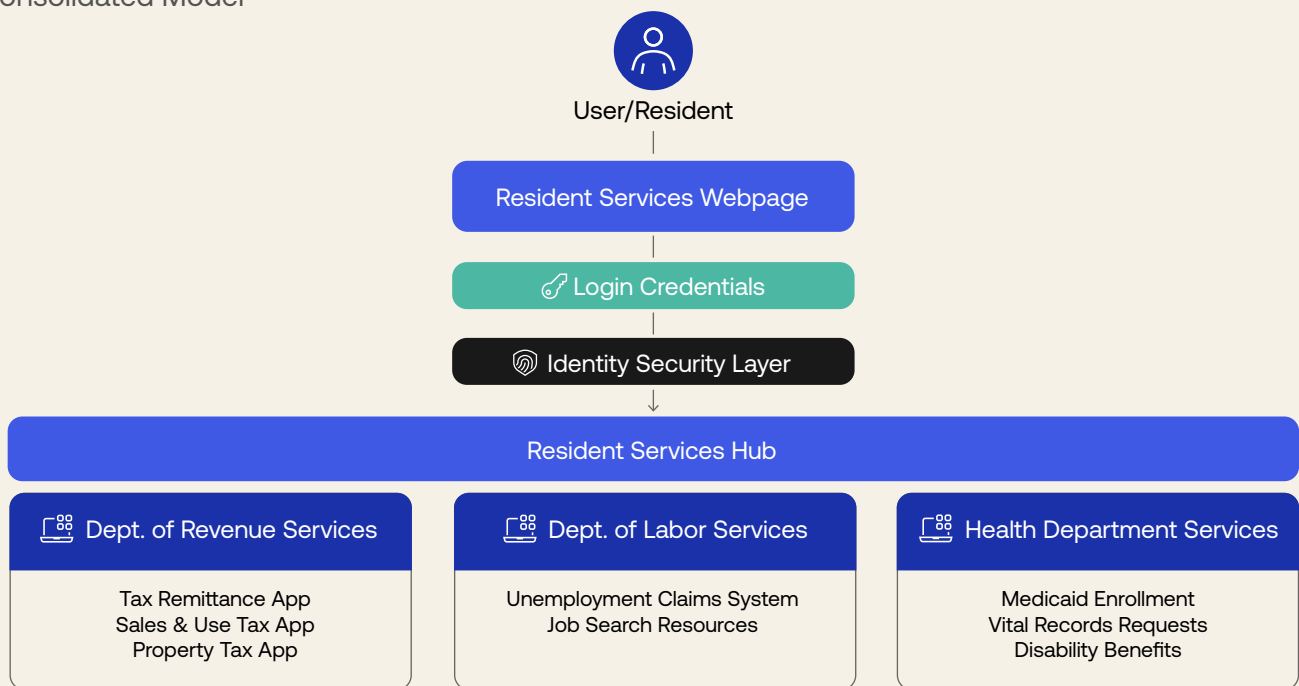 onsolidated Model
User/Resident
Resident Services Webpage
Login Credentials
Identity Security Layer
Resident Services Hub
Dept. of Revenue Services
Tax Remittance App
Sales & Use Tax App
Property Tax App
Dept. of Labor Services
Unemployment Claims System
Job Search Resources
Health Department Services
Medicaid Enrollment
Vital Records Requests
Disability Benefits